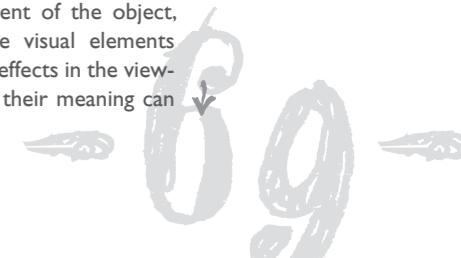 ent of the object,
e visual elements
effects in the view-
their meaning can
- 69 -